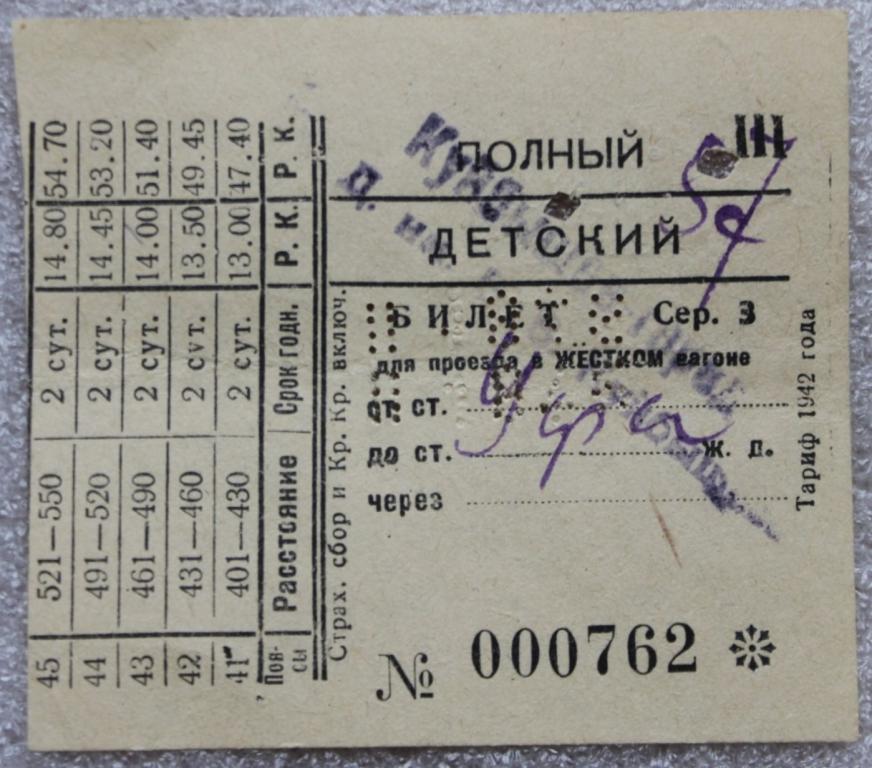 ПОЛНЫЙ III
ДЕТСКИЙ
БИЛЕТ Сер. З
для проезда в ЖЕСТКОМ вагоне
от ст.
до ст. Ж. Д.
через
№ 000762
Тариф 1942 года
Страх. сбор и Кр. Кр. включ.
Поя-сы Расстояние Срок годн. Р. К. Р. К.
41 401—430 2 сут. 13.00 47.40
42 431—460 2 сут. 13.50 49.45
43 461—490 2 сут. 14.00 51.40
44 491—520 2 сут. 14.45 53.20
45 521—550 2 сут. 14.80 54.70